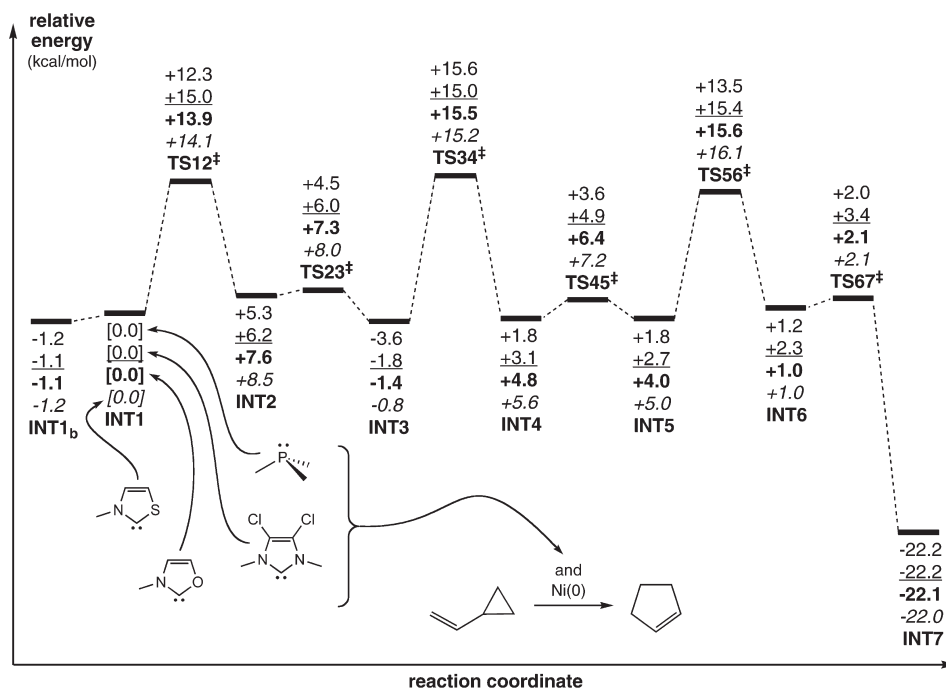 relative
energy
(kcal/mol)
+12.3
+15.0
+13.9
+14.1
TS12‡
+4.5
+6.0
+7.3
+8.0
TS23‡
+15.6
+15.0
+15.5
+15.2
TS34‡
+3.6
+4.9
+6.4
+7.2
TS45‡
+13.5
+15.4
+15.6
+16.1
TS56‡
+2.0
+3.4
+2.1
+2.1
TS67‡
-1.2
-1.1
-1.1
-1.2
INT1b
[0.0]
[0.0]
[0.0]
[0.0]
INT1
+5.3
+6.2
+7.6
+8.5
INT2
-3.6
-1.8
-1.4
-0.8
INT3
+1.8
+3.1
+4.8
+5.6
INT4
+1.8
+2.7
+4.0
+5.0
INT5
+1.2
+2.3
+1.0
+1.0
INT6
-22.2
-22.2
-22.1
-22.0
INT7
P
N S
Cl Cl
N N
N O
and
Ni(0)
reaction coordinate